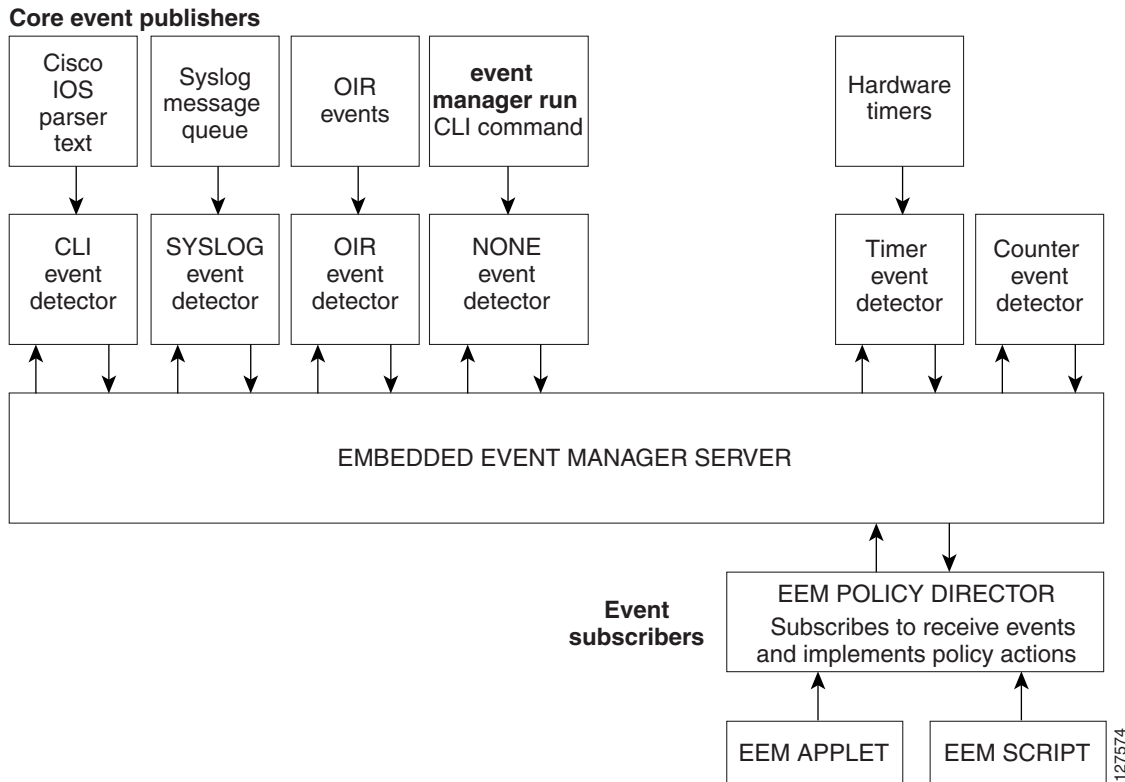 Core event publishers
Cisco
IOS
parser
text
Syslog
message
queue
OIR
events
event
manager run
CLI command
Hardware
timers
CLI
event
detector
SYSLOG
event
detector
OIR
event
detector
NONE
event
detector
Timer
event
detector
Counter
event
detector
EMBEDDED EVENT MANAGER SERVER
Event
subscribers
EEM POLICY DIRECTOR
Subscribes to receive events
and implements policy actions
EEM APPLET
EEM SCRIPT
127574